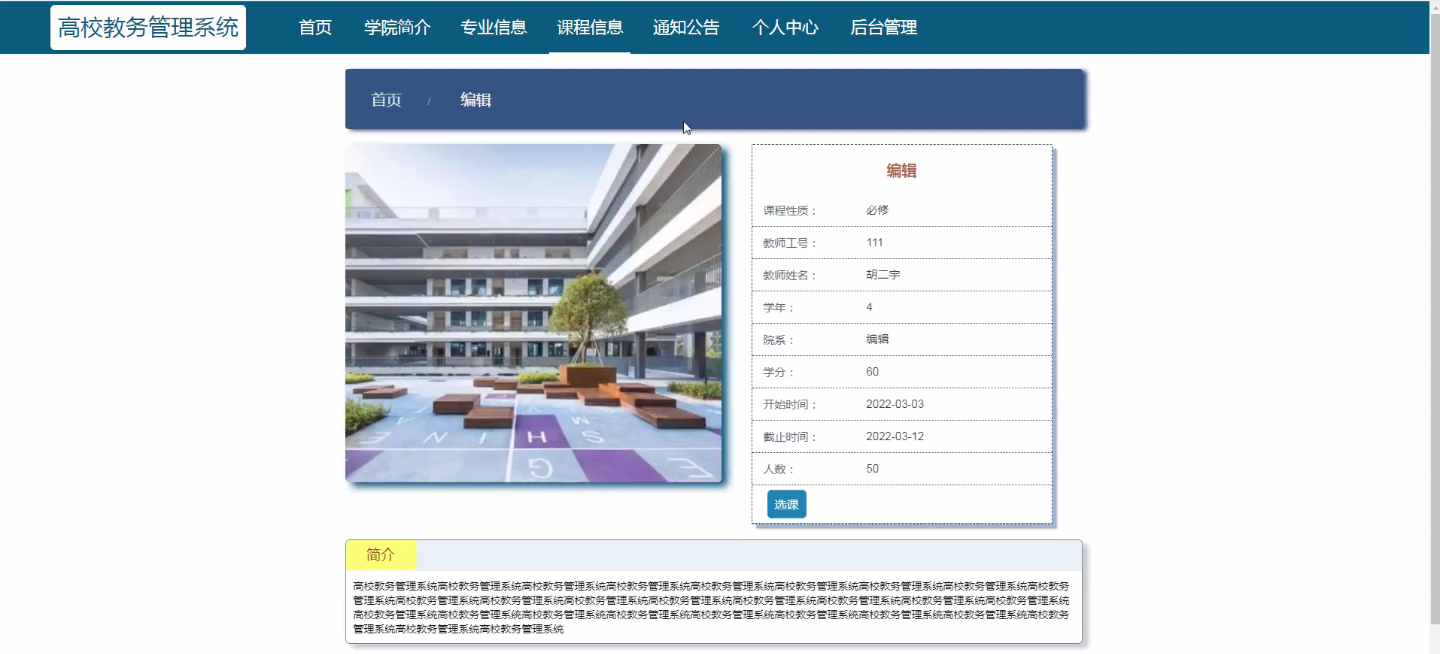 高校教务管理系统 首页 学院简介 专业信息 课程信息 通知公告 个人中心 后台管理
首页 / 编辑
编辑
课程性质： 必修
教师工号： 111
教师姓名： 胡二宇
学年： 4
院系： 编辑
学分： 60
开始时间： 2022-03-03
截止时间： 2022-03-12
人数： 50
选课
W
I N E S H
G E
简介
高校教务管理系统高校教务管理系统高校教务管理系统高校教务管理系统高校教务管理系统高校教务管理系统高校教务管理系统高校教务管理系统高校教务
管理系统高校教务管理系统高校教务管理系统高校教务管理系统高校教务管理系统高校教务管理系统高校教务管理系统高校教务管理系统高校教务管理系统
高校教务管理系统高校教务管理系统高校教务管理系统高校教务管理系统高校教务管理系统高校教务管理系统高校教务管理系统高校教务管理系统高校教务
管理系统高校教务管理系统高校教务管理系统